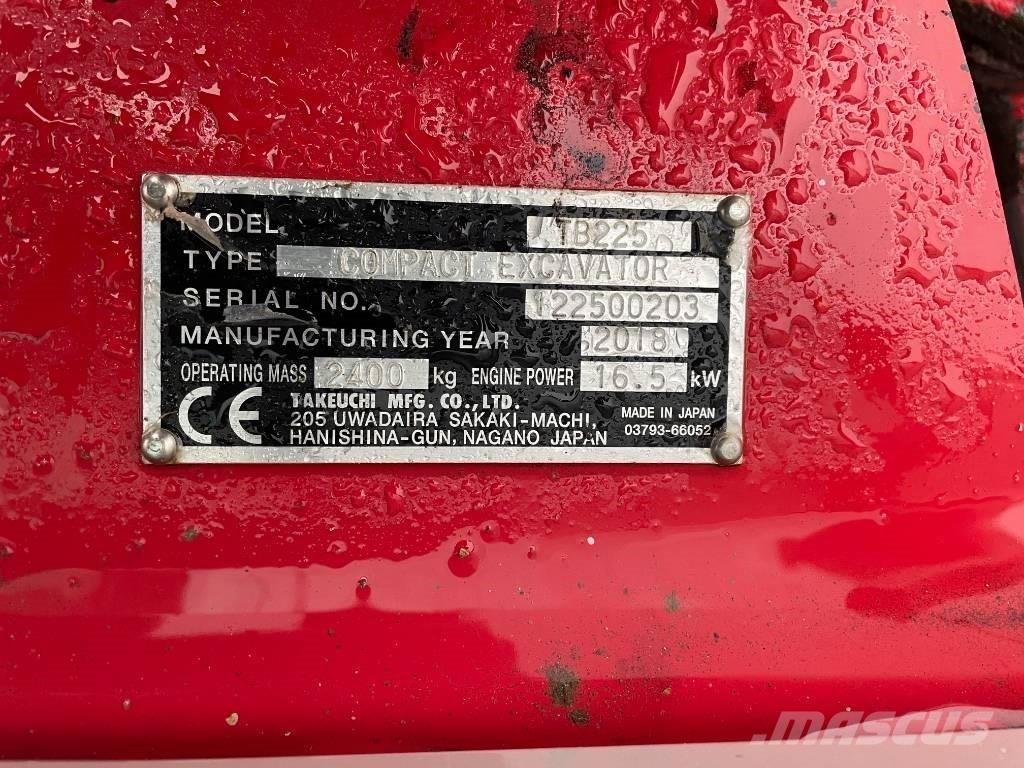 MODEL TB225
TYPE COMPACT EXCAVATOR
SERIAL NO. 122500203
MANUFACTURING YEAR 2018
OPERATING MASS 2400 kg ENGINE POWER 16.5 kW
CE TAKEUCHI MFG. CO., LTD.
205 UWADAIRA SAKAKI-MACHI, MADE IN JAPAN
HANISHINA-GUN, NAGANO JAPAN 03793-66052
MASCUS